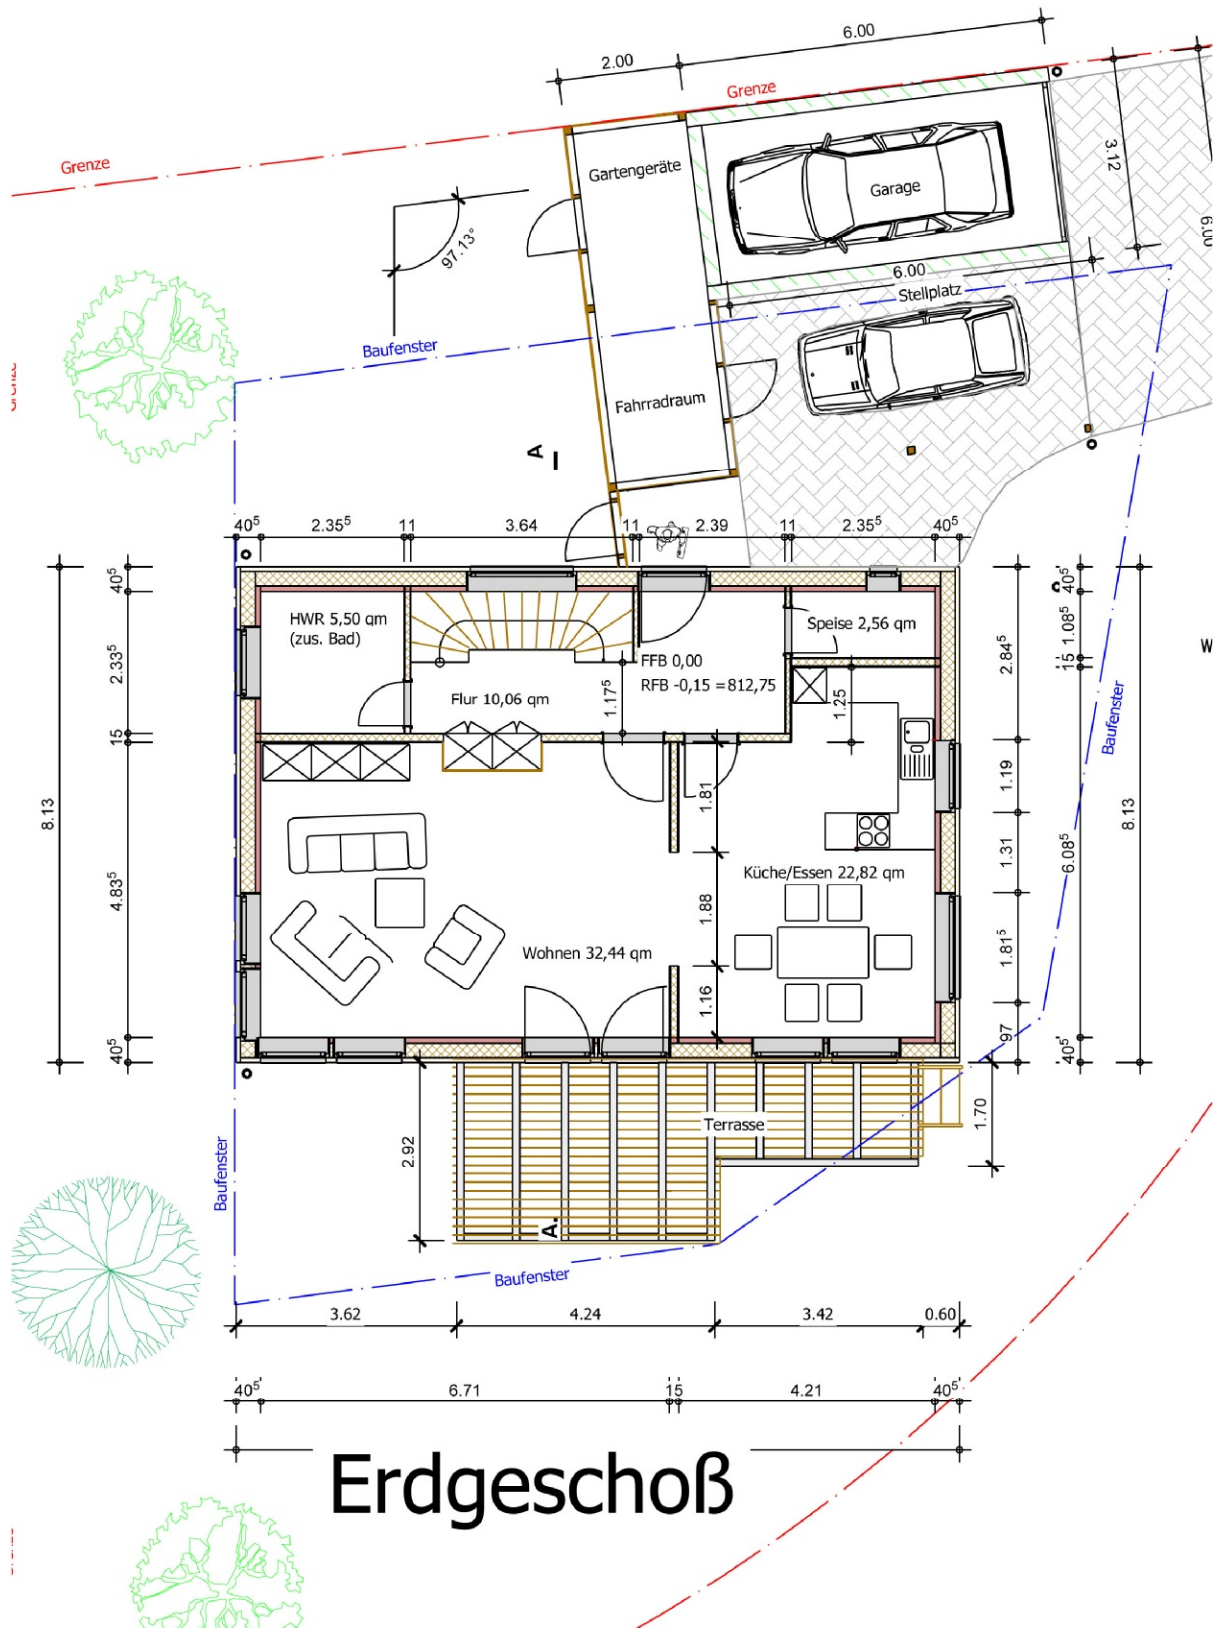 6.00
2.00
Grenze
Grenze
Gartengeräte
Garage
3.12
6.00
97.13°
6.00
Stellplatz
Baufenster
Fahrradraum
A
40⁵ 2.35⁵ 11 3.64 11 2.39 11 2.35⁵ 40⁵
HWR 5,50 qm
(zus. Bad)
Speise 2,56 qm
FFB 0,00
RFB -0,15 =812,75
Flur 10,06 qm
1.17⁵
1.25
40⁵
2.33⁵
15
4.83⁵
40⁵
8.13
1.81
1.88
1.16
Küche/Essen 22,82 qm
Wohnen 32,44 qm
2.84⁵
1.19
1.31
1.81⁵
97
40⁵
1.08⁵
15
6.08⁵
40⁵
8.13
Baufenster
W
Terrasse
2.92
1.70
A.
Baufenster
Baufenster
3.62 4.24 3.42 0.60
40⁵ 6.71 15 4.21 40⁵
Erdgeschoß